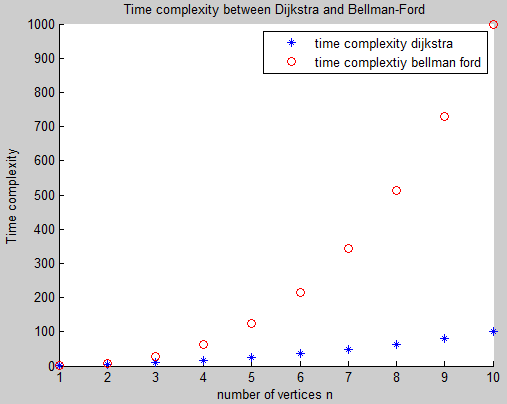 Time complexity between Dijkstra and Bellman-Ford
time complexity dijkstra
time complextiy bellman ford
Time complexity
1000
900
800
700
600
500
400
300
200
100
0
1 2 3 4 5 6 7 8 9 10
number of vertices n